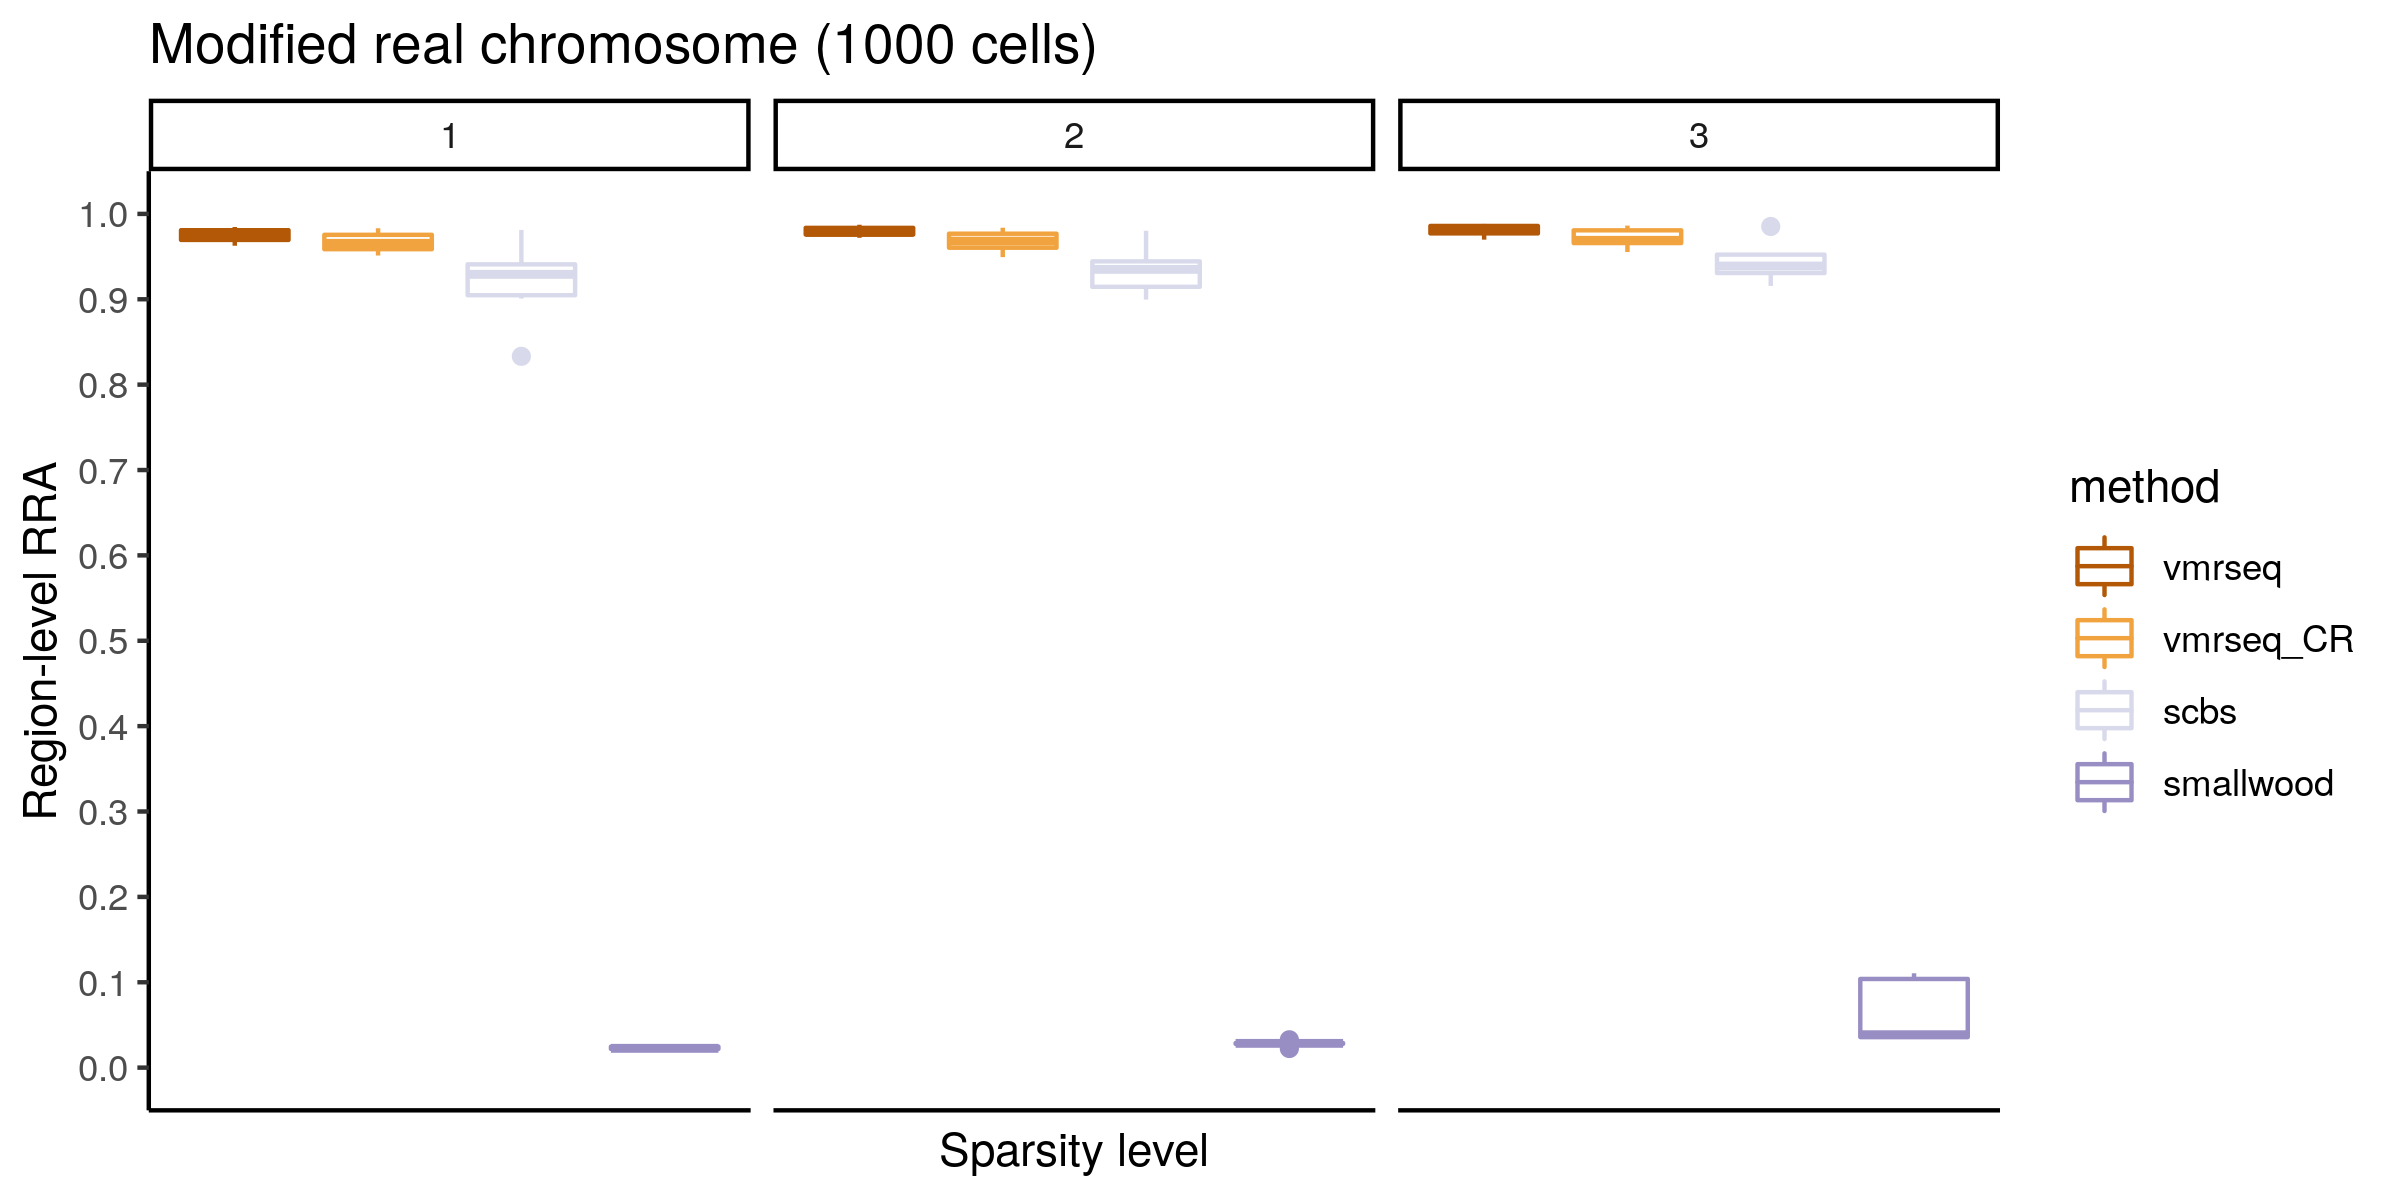 Modified real chromosome (1000 cells)
1
2
3
Region-level RRA
1.0
0.9
0.8
0.7
0.6
0.5
0.4
0.3
0.2
0.1
0.0
Sparsity level
method
vmrseq
vmrseq_CR
scbs
smallwood